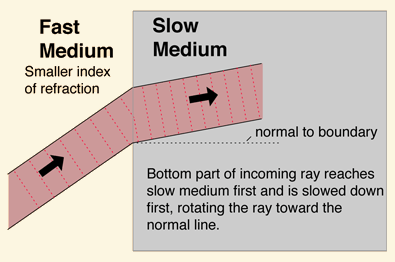 Fast
Medium
Smaller index
of refraction
Slow
Medium
normal to boundary
Bottom part of incoming ray reaches
slow medium first and is slowed down
first, rotating the ray toward the
normal line.